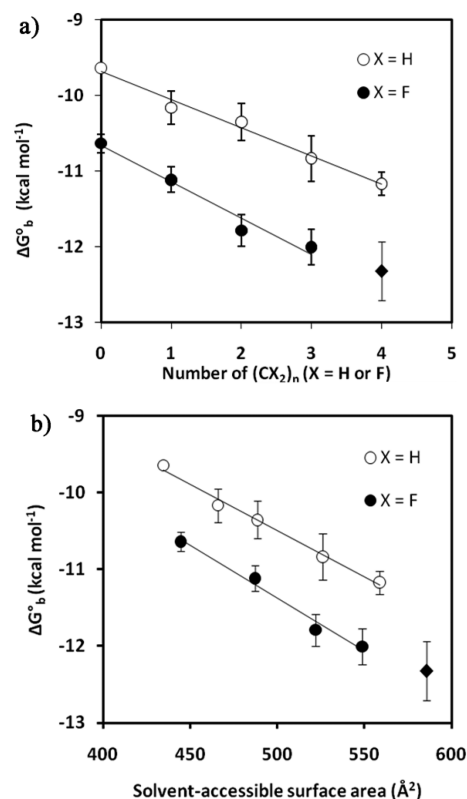 a)
-9
-10
-11
-12
-13
ΔG°b (kcal mol-1)
X = H
X = F
0 1 2 3 4 5
Number of (CX2)n (X = H or F)
b)
-9
-10
-11
-12
-13
ΔG°b (kcal mol-1)
X = H
X = F
400 450 500 550 600
Solvent-accessible surface area (Å2)